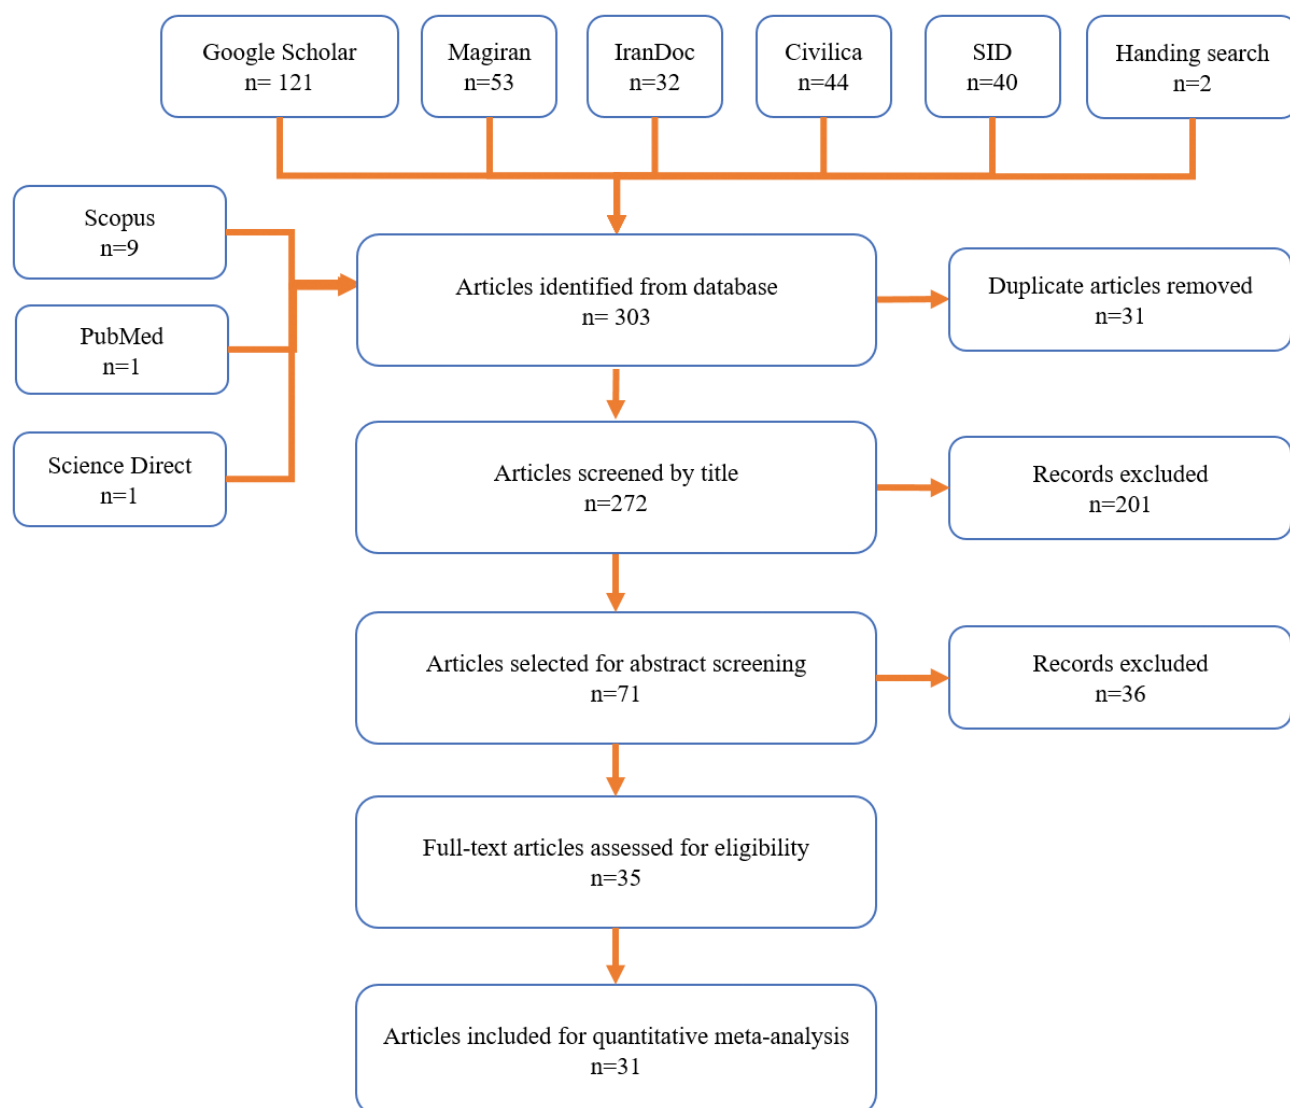 Google Scholar
n= 121
Magiran
n=53
IranDoc
n=32
Civilica
n=44
SID
n=40
Handing search
n=2
Scopus
n=9
PubMed
n=1
Science Direct
n=1
Articles identified from database
n= 303
Duplicate articles removed
n=31
Articles screened by title
n=272
Records excluded
n=201
Articles selected for abstract screening
n=71
Records excluded
n=36
Full-text articles assessed for eligibility
n=35
Articles included for quantitative meta-analysis
n=31